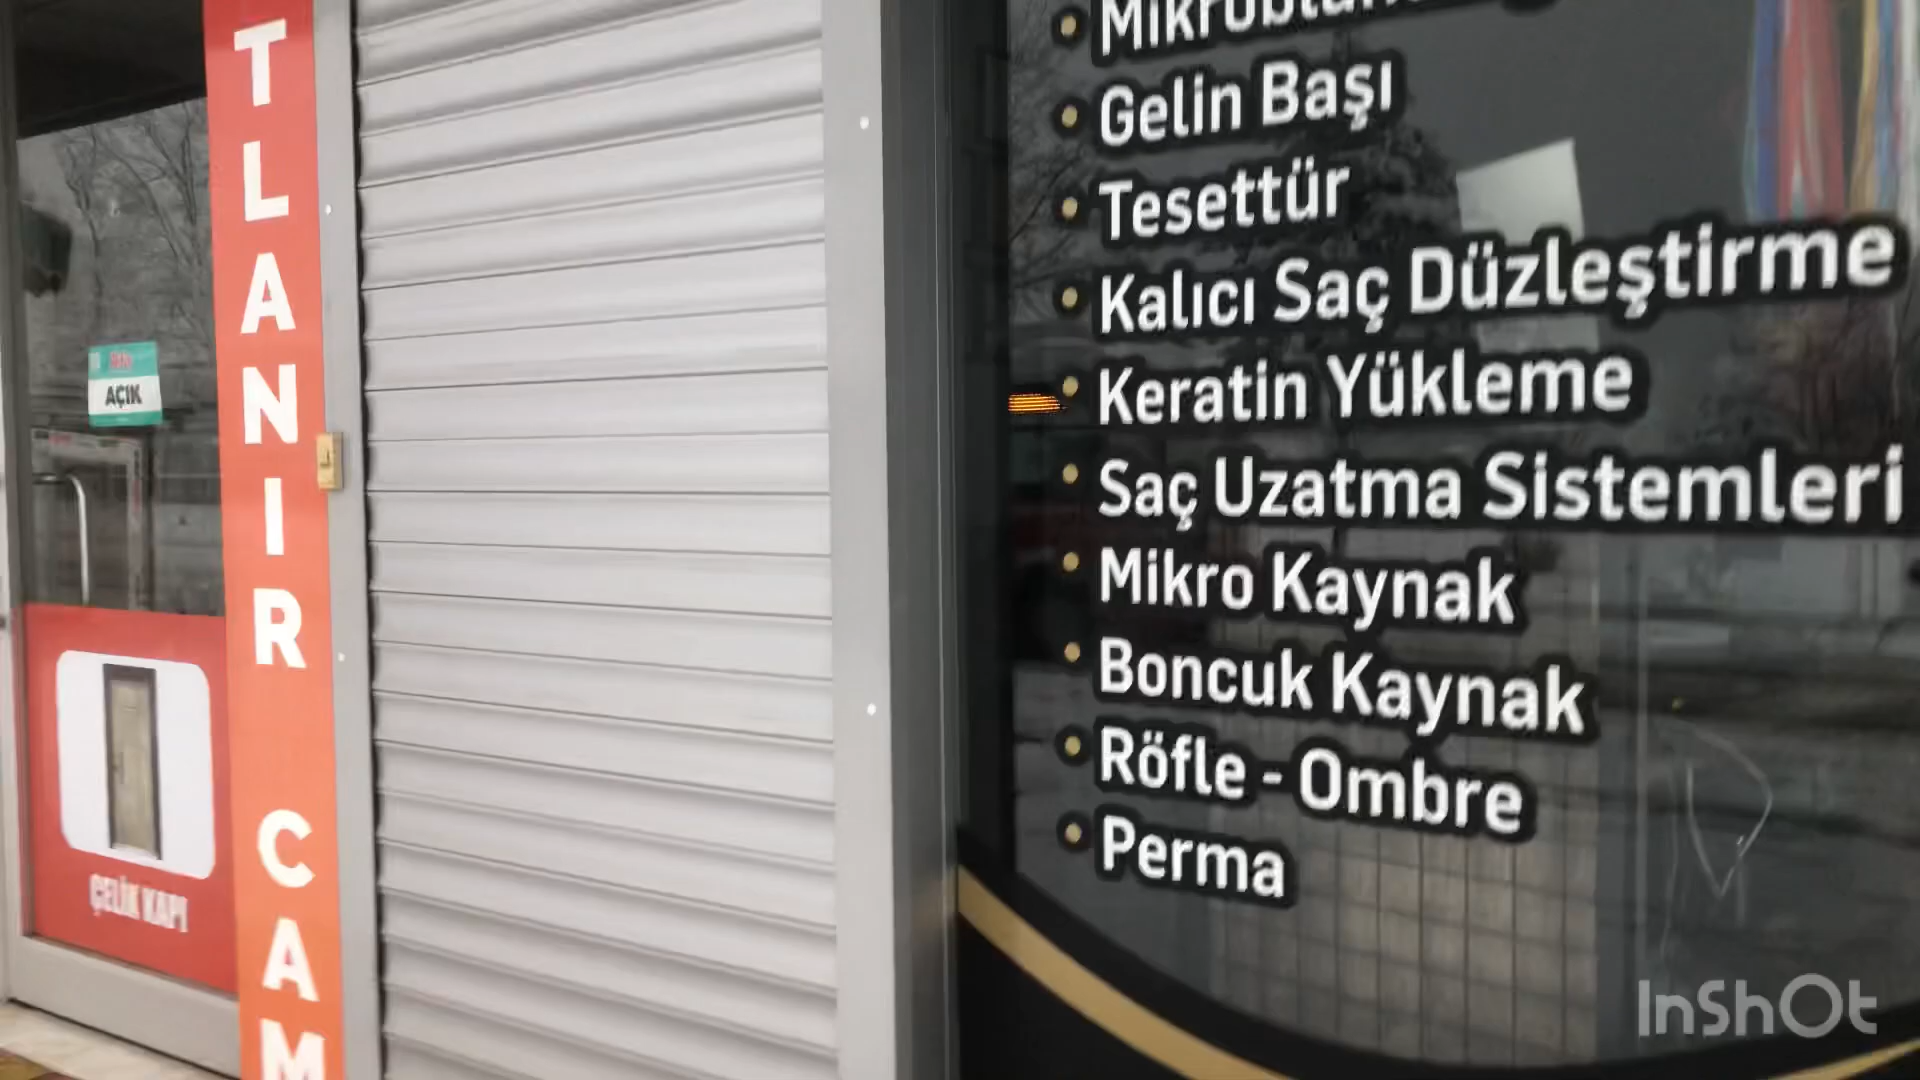 TLANIR CAM
AÇIK
ÇELİK KAPI
• Gelin Başı
• Tesettür
• Kalıcı Saç Düzleştirme
• Keratin Yükleme
• Saç Uzatma Sistemleri
• Mikro Kaynak
• Boncuk Kaynak
• Röfle - Ombre
• Perma
InShOt